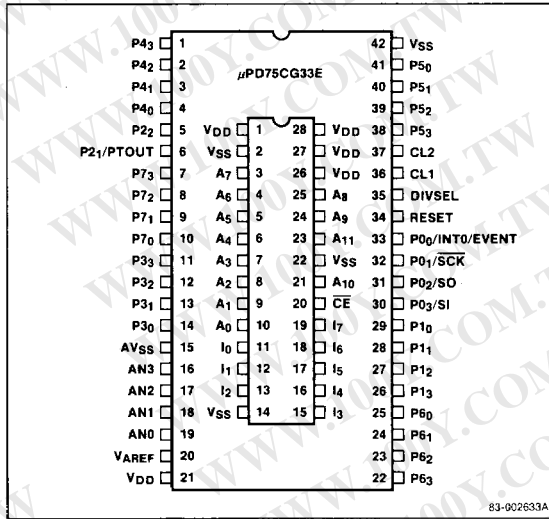 μPD75CG33E
P4₃ 1 42 VSS
P4₂ 2 41 P5₀
P4₁ 3 40 P5₁
P4₀ 4 39 P5₂
P2₂ 5 VDD 1 28 VDD 38 P5₃
P2₁/PTOUT 6 VSS 2 27 VDD 37 CL2
P7₃ 7 A₇ 3 26 VDD 36 CL1
P7₂ 8 A₆ 4 25 A₈ 35 DIVSEL
P7₁ 9 A₅ 5 24 A₉ 34 RESET
P7₀ 10 A₄ 6 23 A₁₁ 33 P0₀/INT0/EVENT
P3₃ 11 A₃ 7 22 VSS 32 P0₁/S̅C̅K̅
P3₂ 12 A₂ 8 21 A₁₀ 31 P0₂/SO
P3₁ 13 A₁ 9 20 C̅E̅ 30 P0₃/SI
P3₀ 14 A₀ 10 19 I₇ 29 P1₀
AVSS 15 I₀ 11 18 I₆ 28 P1₁
AN3 16 I₁ 12 17 I₅ 27 P1₂
AN2 17 I₂ 13 16 I₄ 26 P1₃
AN1 18 VSS 14 15 I₃ 25 P6₀
AN0 19 24 P6₁
VAREF 20 23 P6₂
VDD 21 22 P6₃
83-002633A
WWW.100Y.COM.TW